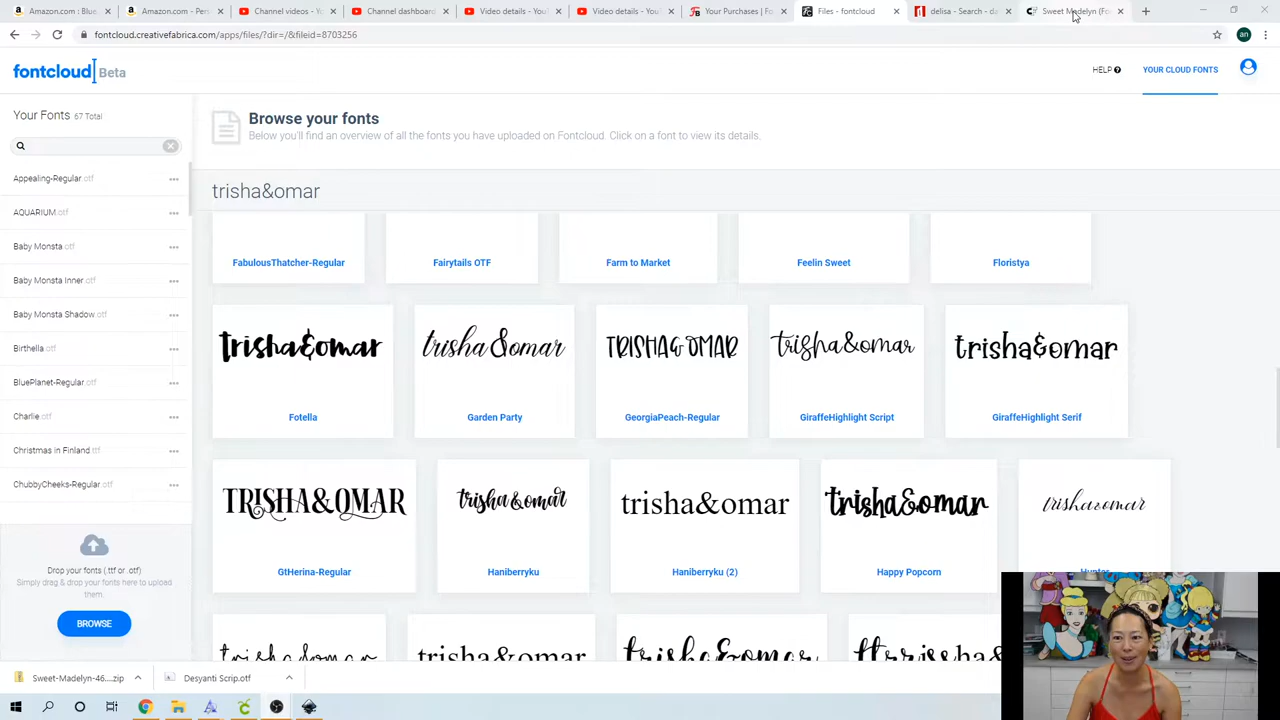 Amazon.com : Blue
Amazon.com - Pers
Channel videos - Yo
Channel dashboard
Video details - YouT
Video details - YouT
Your Purchases | Fo
Files - fontcloud
delisa - Search - da
Sweet Madelyn (Fo
fontcloud.creativefabrica.com/apps/files/?dir=/&fileid=8703256
an
fontcloud Beta
HELP
YOUR CLOUD FONTS
Your Fonts 67 Total
Browse your fonts
Below you'll find an overview of all the fonts you have uploaded on Fontcloud. Click on a font to view its details.
trisha&omar
Appealing-Regular.otf
AQUARIUM.otf
Baby Monsta.otf
Baby Monsta Inner.otf
Baby Monsta Shadow.otf
Birthella.otf
BluePlanet-Regular.otf
Charlie.otf
Christmas in Finland.otf
ChubbyCheeks-Regular.otf
Drop your fonts (.ttf or .otf)
Simply drag & drop your fonts here to upload
them.
BROWSE
FabulousThatcher-Regular
Fairytails OTF
Farm to Market
Feelin Sweet
Floristya
trisha&omar
trisha&omar
TRISHA&OMAR
trisha&omar
trisha&omar
Fotella
Garden Party
GeorgiaPeach-Regular
GiraffeHighlight Script
GiraffeHighlight Serif
TRISHA&OMAR
trisha&omar
trisha&omar
trisha&omar
trisha&omar
GtHerina-Regular
Haniberryku
Haniberryku (2)
Happy Popcorn
Hunter
trisha&omar
trisha&omar
trisha&omar
Sweet-Madelyn-46....zip
Desyanti Scrip.otf